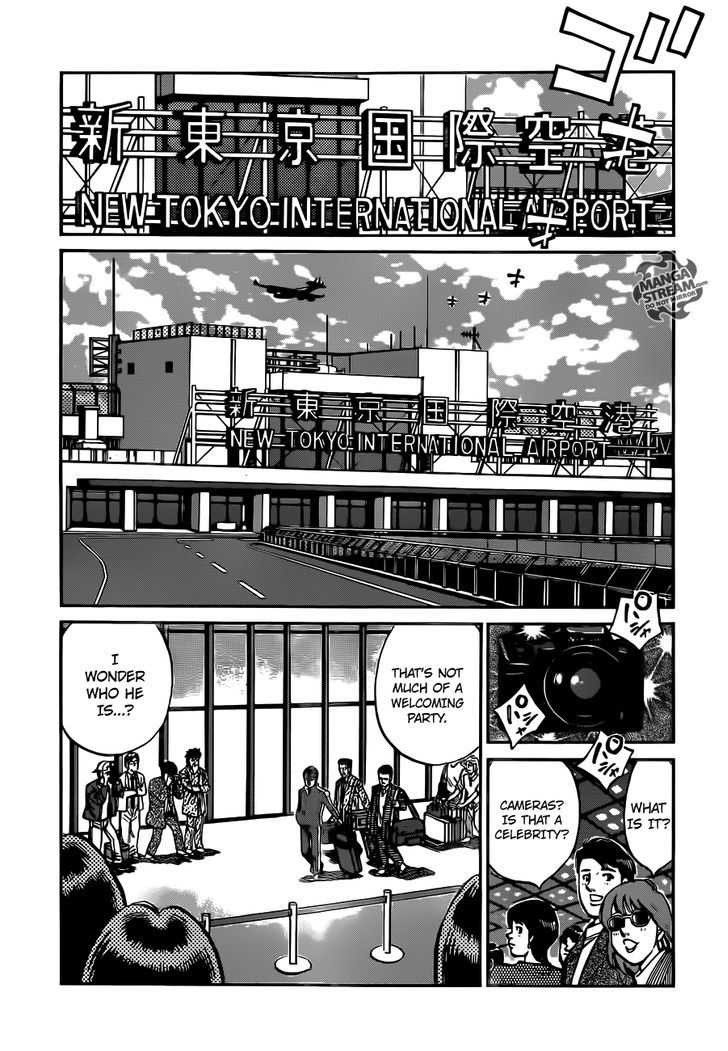 ゴゴ
新東京国際空港
NEW TOKYO INTERNATIONAL AIRPORT
MANGA
STREAM.com
DO NOT MIRROR
新東京国際空港
NEW TOKYO INTERNATIONAL AIRPORT
パシャ
パシャ
パシャ
WHAT
IS IT?
CAMERAS?
IS THAT A
CELEBRITY?
THAT'S NOT
MUCH OF A
WELCOMING
PARTY.
I
WONDER
WHO HE
IS...?